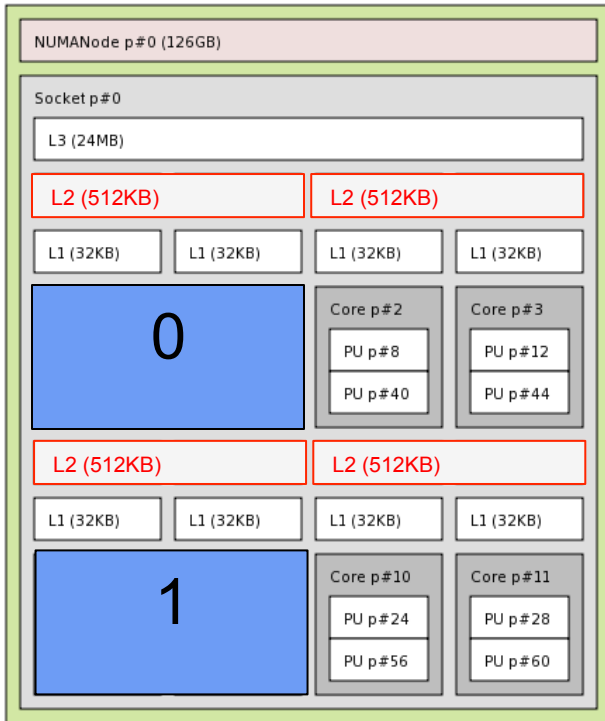 NUMANode p#0 (126GB)
Socket p#0
L3 (24MB)
L2 (512KB) L2 (512KB)
L1 (32KB) L1 (32KB) L1 (32KB) L1 (32KB)
0
Core p#2 Core p#3
PU p#8 PU p#12
PU p#40 PU p#44
L2 (512KB) L2 (512KB)
L1 (32KB) L1 (32KB) L1 (32KB) L1 (32KB)
1
Core p#10 Core p#11
PU p#24 PU p#28
PU p#56 PU p#60